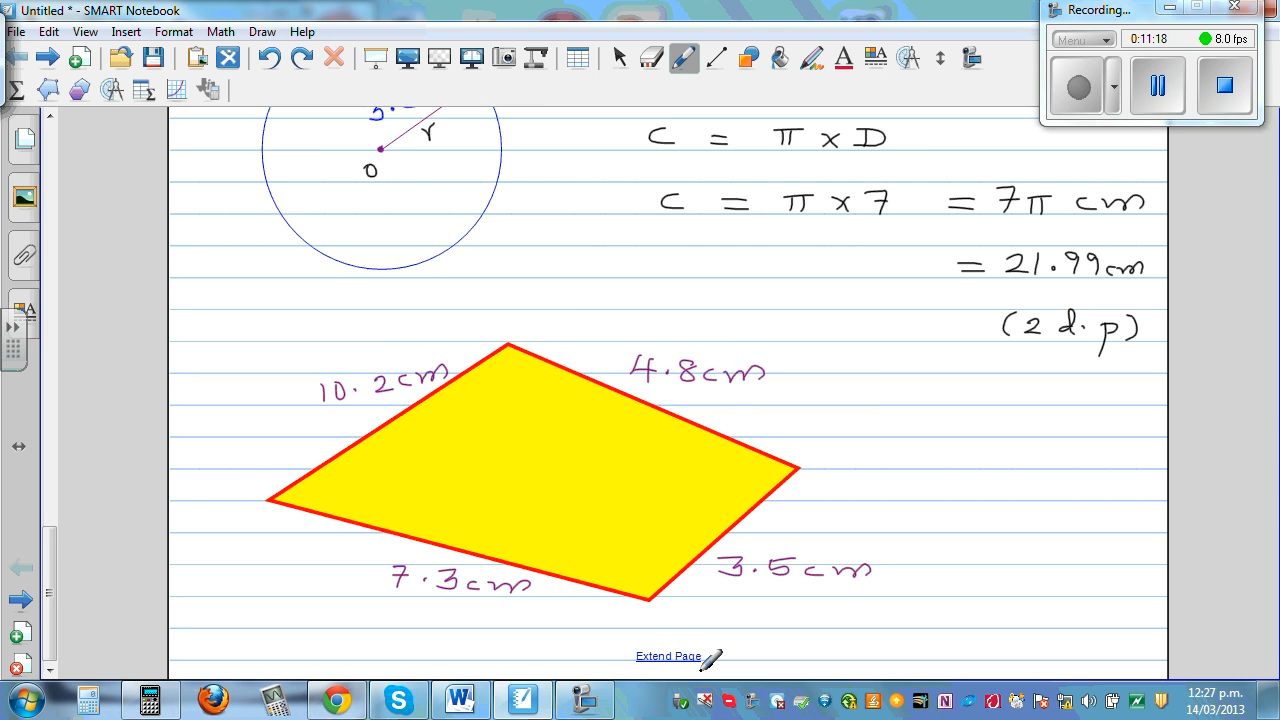 Untitled * - SMART Notebook
File Edit View Insert Format Math Draw Help
Recording...
Menu 0:11:18 8.0 fps
r
O
C = π × D
C = π × 7 = 7π cm
= 21.99cm
(2 d.p)
10.2cm
4.8cm
7.3cm
3.5cm
Extend Page
12:27 p.m.
14/03/2013